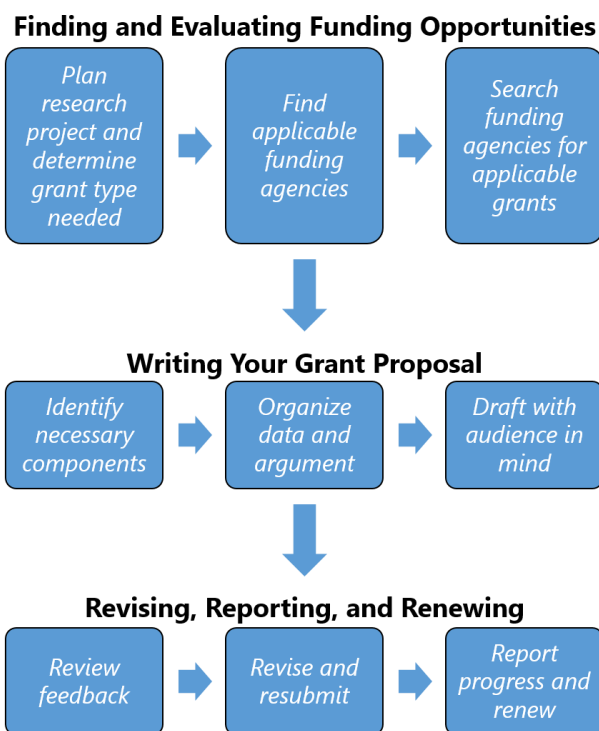 Finding and Evaluating Funding Opportunities
Plan
research
project and
determine
grant type
needed
Find
applicable
funding
agencies
Search
funding
agencies for
applicable
grants
Writing Your Grant Proposal
Identify
necessary
components
Organize
data and
argument
Draft with
audience in
mind
Revising, Reporting, and Renewing
Review
feedback
Revise and
resubmit
Report
progress and
renew